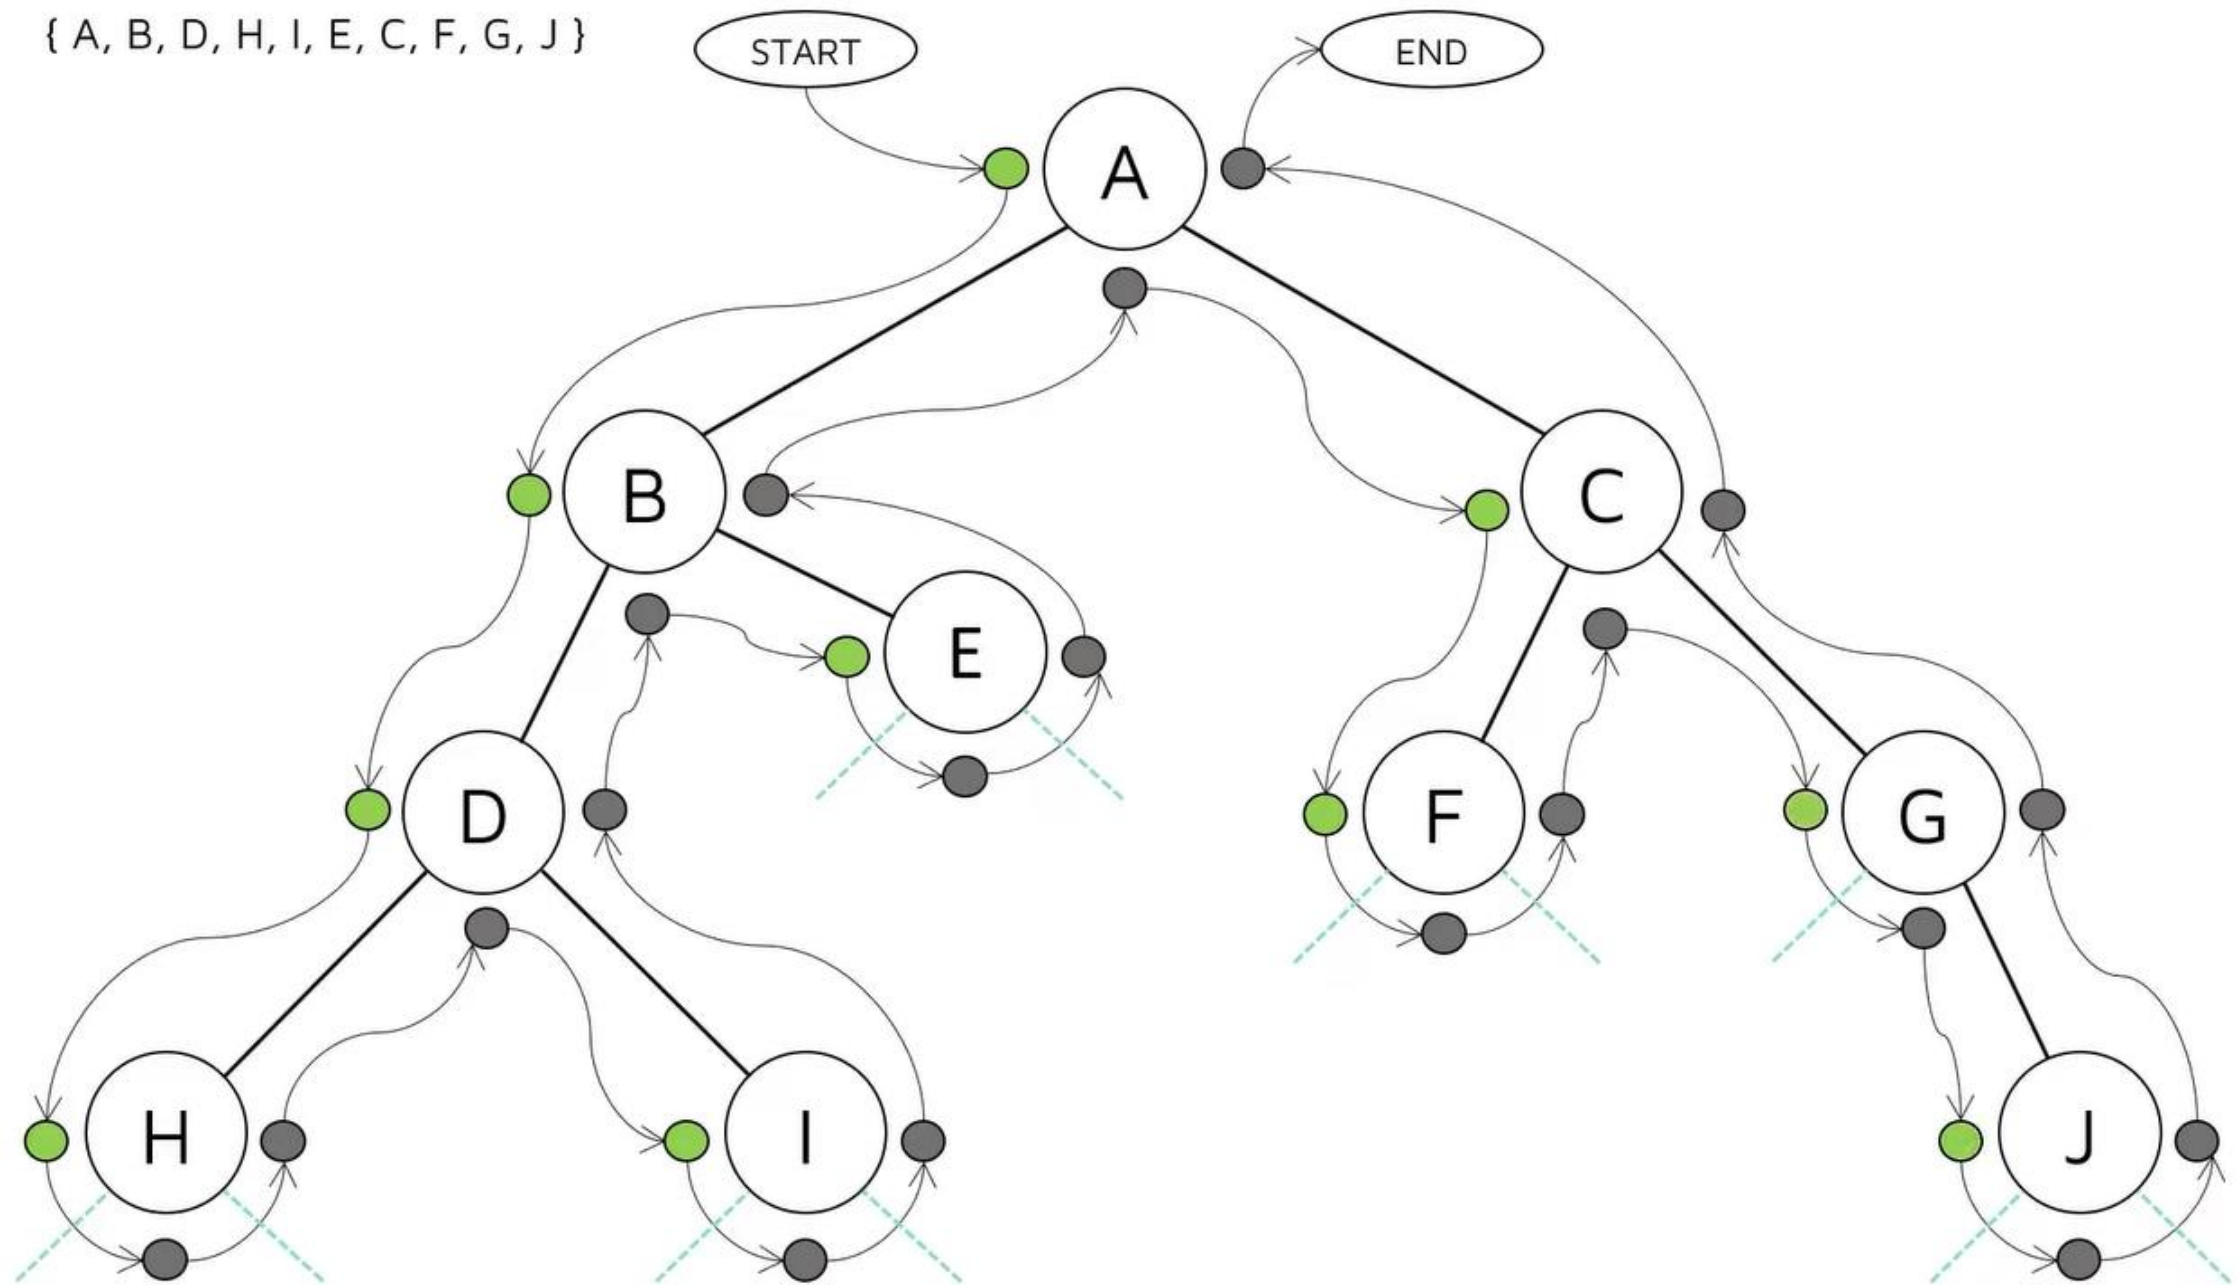 { A, B, D, H, I, E, C, F, G, J }
START
END
A
B
C
E
D
F
G
H
I
J